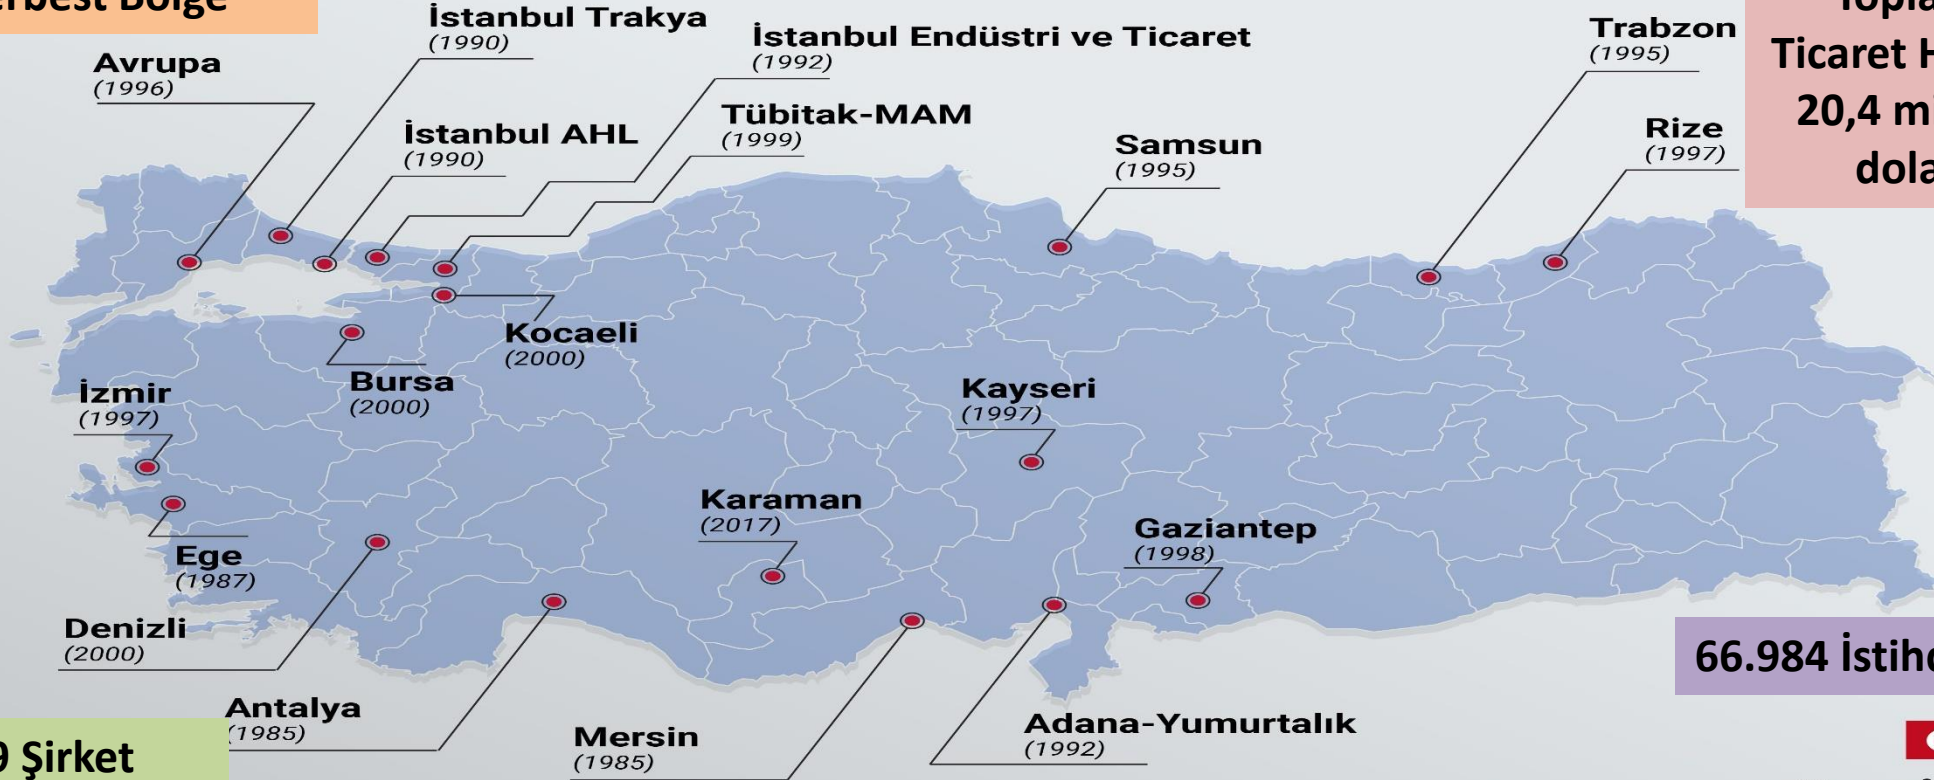 Serbest Bölge
İstanbul Trakya
(1990)
İstanbul Endüstri ve Ticaret
(1992)
Trabzon
(1995)
Ticaret
20,4
Avrupa
(1996)
İstanbul AHL
(1990)
Tübitak-MAM
(1999)
Samsun
(1995)
Rize
(1997)
Kocaeli
(2000)
Bursa
(2000)
İzmir
(1997)
Kayseri
(1997)
Karaman
(2017)
Gaziantep
(1998)
Ege
(1987)
Denizli
(2000)
66.984
Antalya
(1985)
Mersin
(1985)
Adana-Yumurtalık
(1992)
Şirket